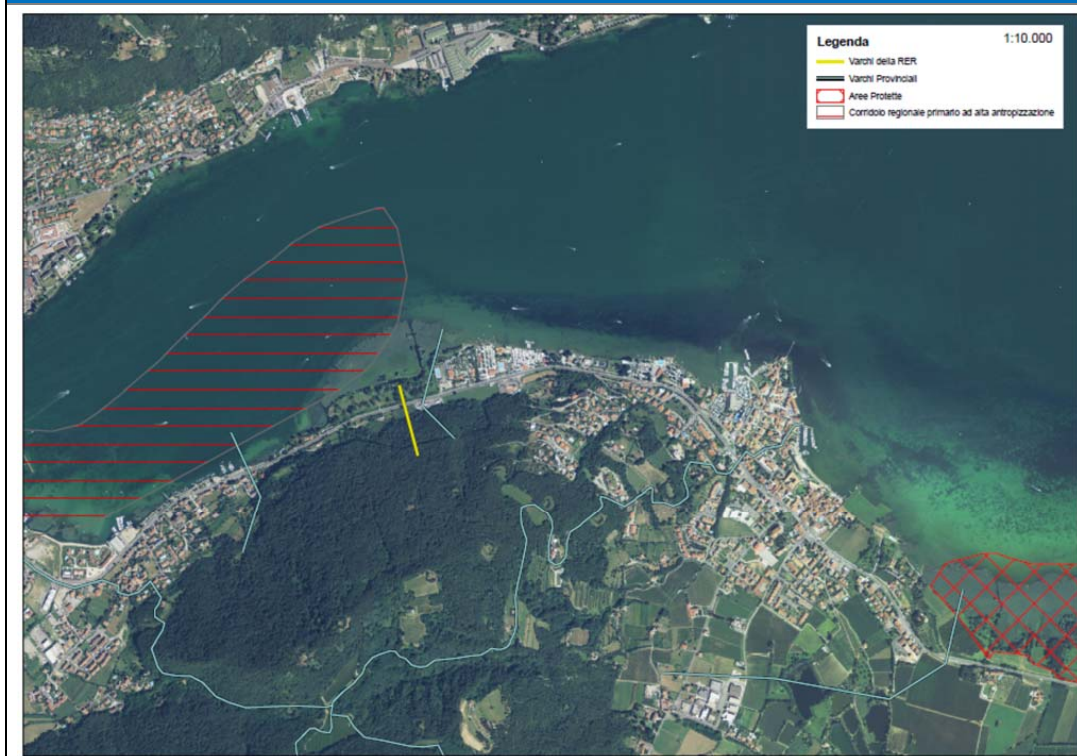 Legenda 1:10.000
Varchi della RER
Varchi Provinciali
Aree Protette
Corridoio regionale primario ad alta antropizzazione